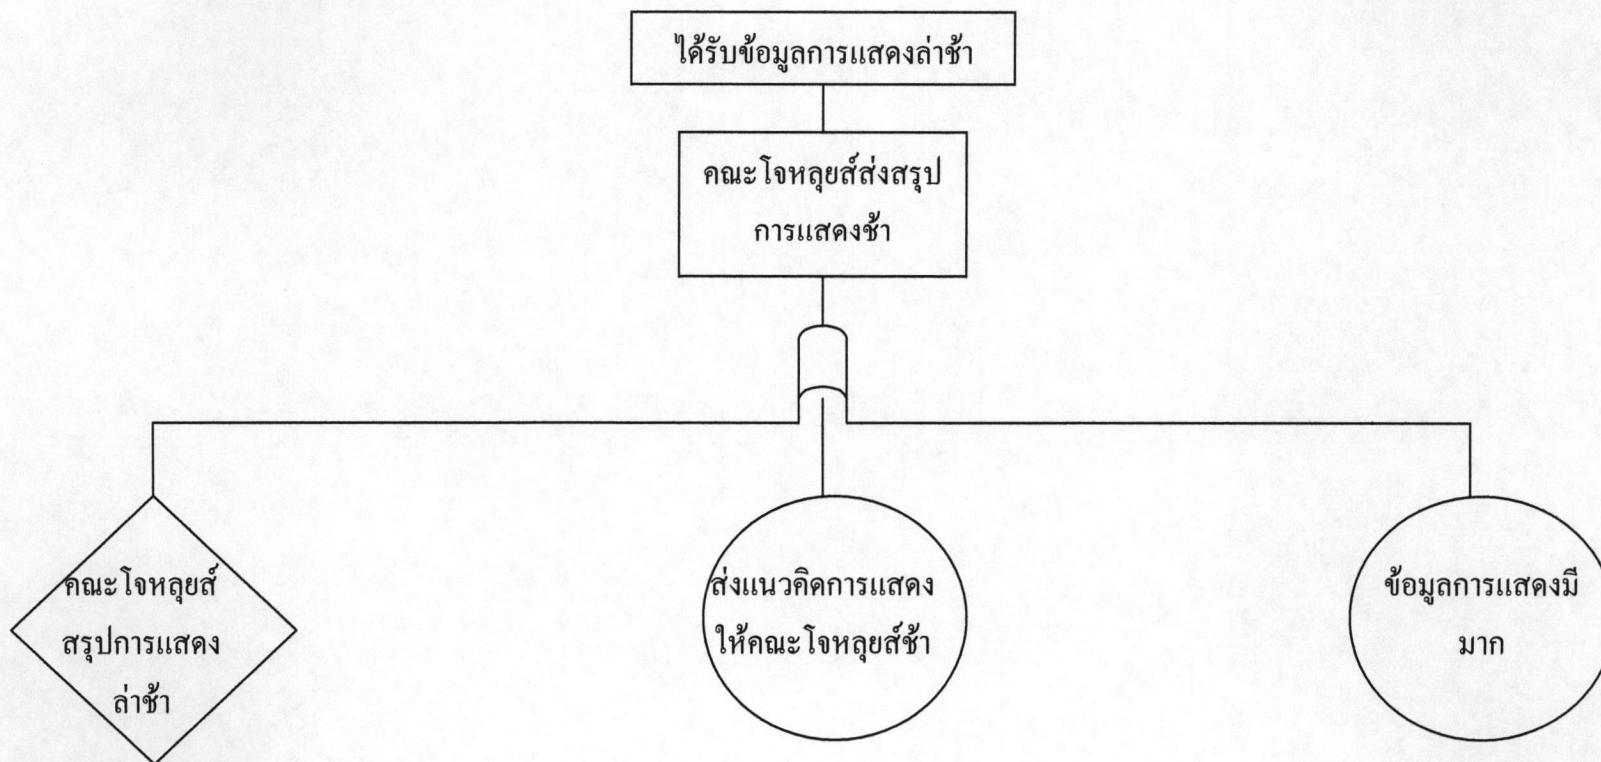 ได้รับข้อมูลการแสดงล่าช้า
คณะโจหลุยส์ส่งสรุป
การแสดงช้า
คณะโจหลุยส์
สรุปการแสดง
ล่าช้า
ส่งแนวคิดการแสดง
ให้คณะโจหลุยส์ช้า
ข้อมูลการแสดงมี
มาก